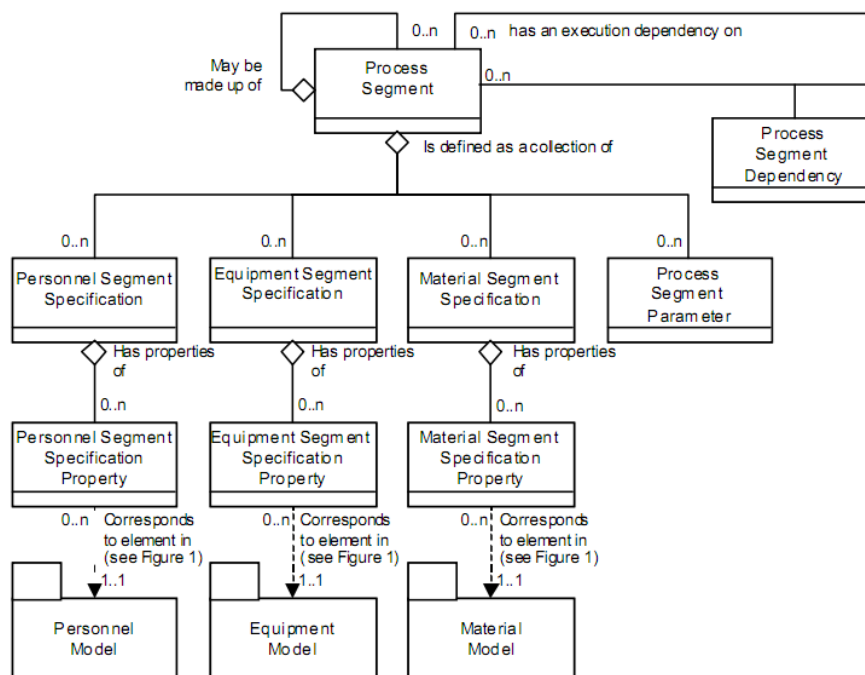 0..n
0..n
has an execution dependency on
May be
made up of
Process
Segment
0..n
Is defined as a collection of
Process
Segment
Dependency
0..n
0..n
0..n
0..n
Personnel Segment
Specification
Equipment Segment
Specification
Material Segment
Specification
Process
Segment
Parameter
Has properties
of
Has properties
of
Has properties
of
0..n
0..n
0..n
Personnel Segment
Specification
Property
Equipment Segment
Specification
Property
Material Segment
Specification
Property
0..n
Corresponds
to element in
(see Figure 1)
1..1
0..n
Corresponds
to element in
(see Figure 1)
1..1
0..n
Corresponds
to element in
(see Figure 1)
1..1
Personnel
Model
Equipment
Model
Material
Model